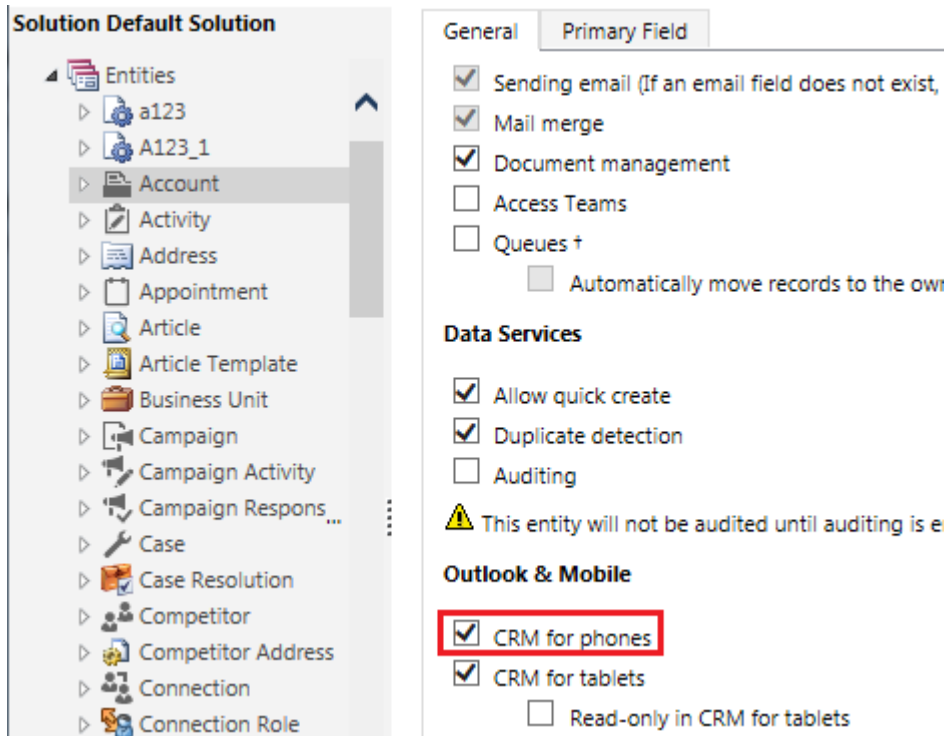 Solution Default Solution
Entities
a123
A123_1
Account
Activity
Address
Appointment
Article
Article Template
Business Unit
Campaign
Campaign Activity
Campaign Respons...
Case
Case Resolution
Competitor
Competitor Address
Connection
Connection Role
General
Primary Field
Sending email (If an email field does not exist,
Mail merge
Document management
Access Teams
Queues †
Automatically move records to the
Data Services
Allow quick create
Duplicate detection
Auditing
This entity will not be audited until auditing is
Outlook & Mobile
CRM for phones
CRM for tablets
Read-only in CRM for tablets